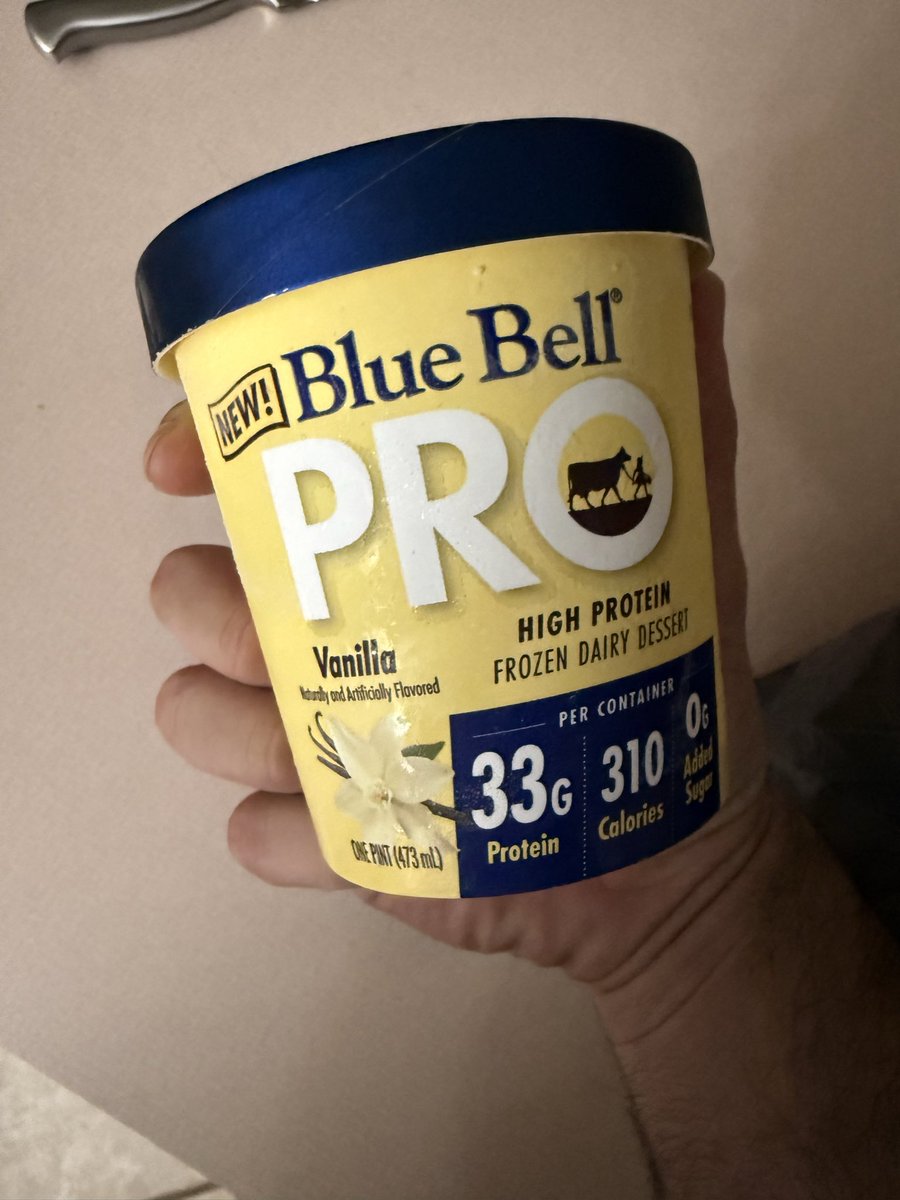 NEW!
Blue Bell®
PRO
HIGH PROTEIN
FROZEN DAIRY DESSERT
Vanilla
Naturally and Artificially Flavored
PER CONTAINER
33G
Protein
310
Calories
0G
Added
Sugar
ONE PINT (473 mL)